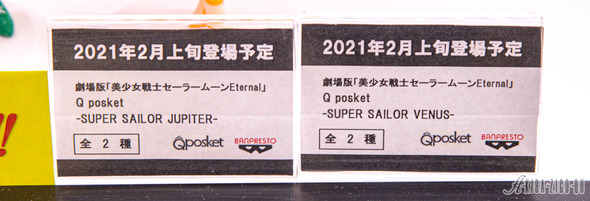 2021年2月上旬登場予定
劇場版「美少女戦士セーラームーンEternal」
Q posket
-SUPER SAILOR JUPITER-
全 2 種
Qposket
BANPRESTO
2021年2月上旬登場予定
劇場版「美少女戦士セーラームーンEternal」
Q posket
-SUPER SAILOR VENUS-
全 2 種
Qposket
BANPRESTO
!!